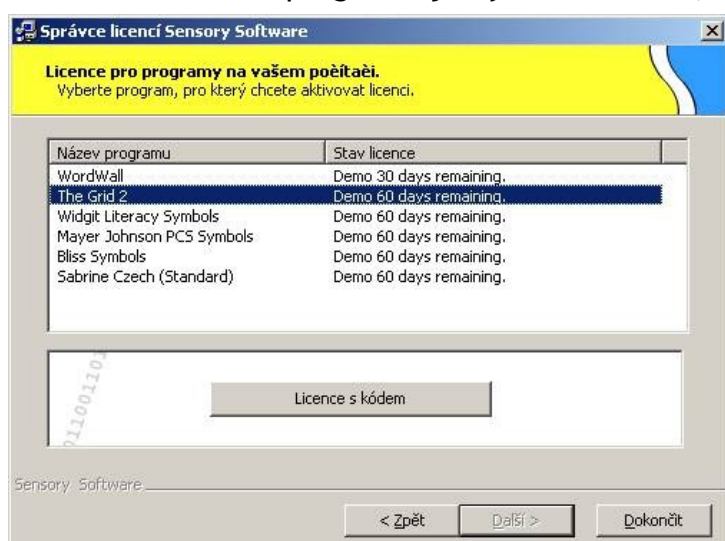 Správce licencí Sensory Software
Licence pro programy na vašem poèítaèi.
Vyberte program, pro který chcete aktivovat licenci.
Název programu Stav licence
WordWall Demo 30 days remaining.
The Grid 2 Demo 60 days remaining.
Widgit Literacy Symbols Demo 60 days remaining.
Mayer Johnson PCS Symbols Demo 60 days remaining.
Bliss Symbols Demo 60 days remaining.
Sabrine Czech (Standard) Demo 60 days remaining.
Licence s kódem
Sensory Software
< Zpět Další > Dokončit